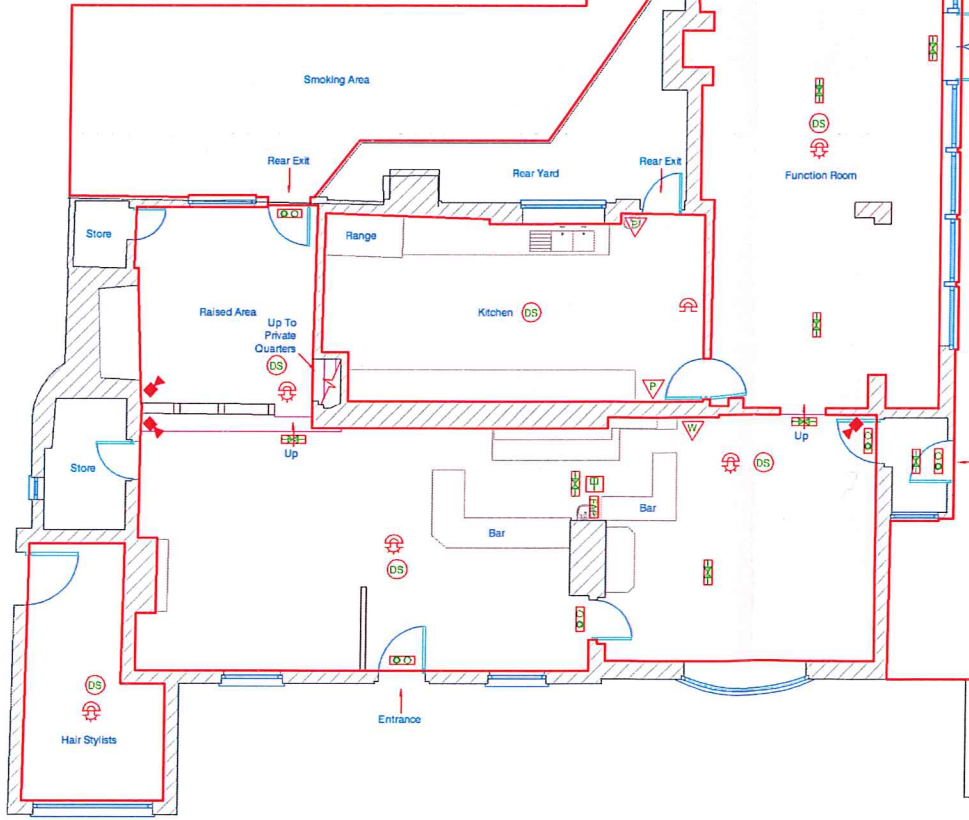 Smoking Area
DS
Rear Exit
Rear Yard
Rear Exit
Function Room
Store
Range
Raised Area
Kitchen DS
Up To
Private
Quarters
DS
P
W
Up
Up
DS
Store
Bar
Bar
FAP
DS
DS
Entrance
Hair Stylists